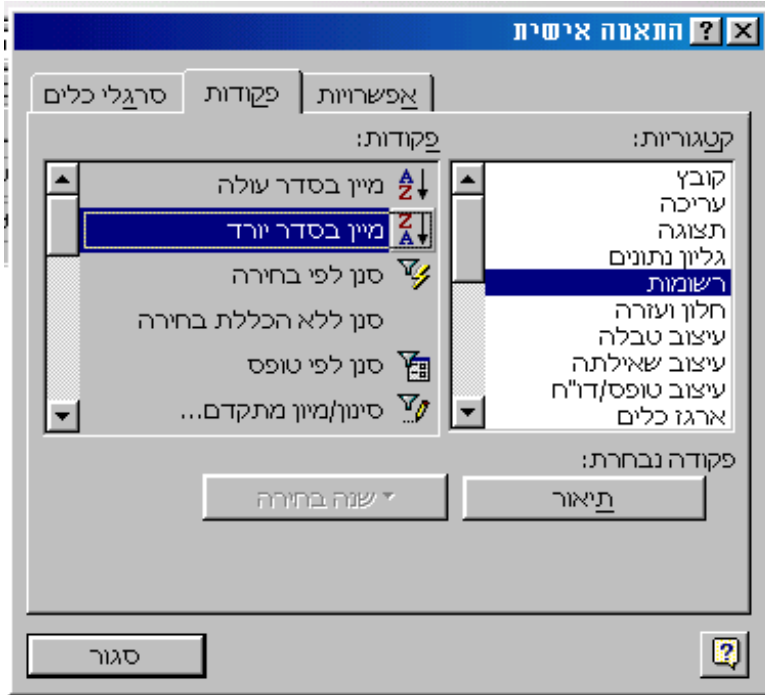 התאמה אישית
סרגלי כלים
פקודות
אפשרויות
קטגוריות:
קובץ
עריכה
תצוגה
גליון נתונים
רשומות
חלון ועזרה
עיצוב טבלה
עיצוב שאילתה
עיצוב טופס/דו"ח
ארגז כלים
פקודות:
מיין בסדר עולה
מיין בסדר יורד
סנן לפי בחירה
סנן ללא הכללת בחירה
סנן לפי טופס
סינון/מיון מתקדם...
פקודה נבחרת:
תיאור
שנה בחירה
סגור